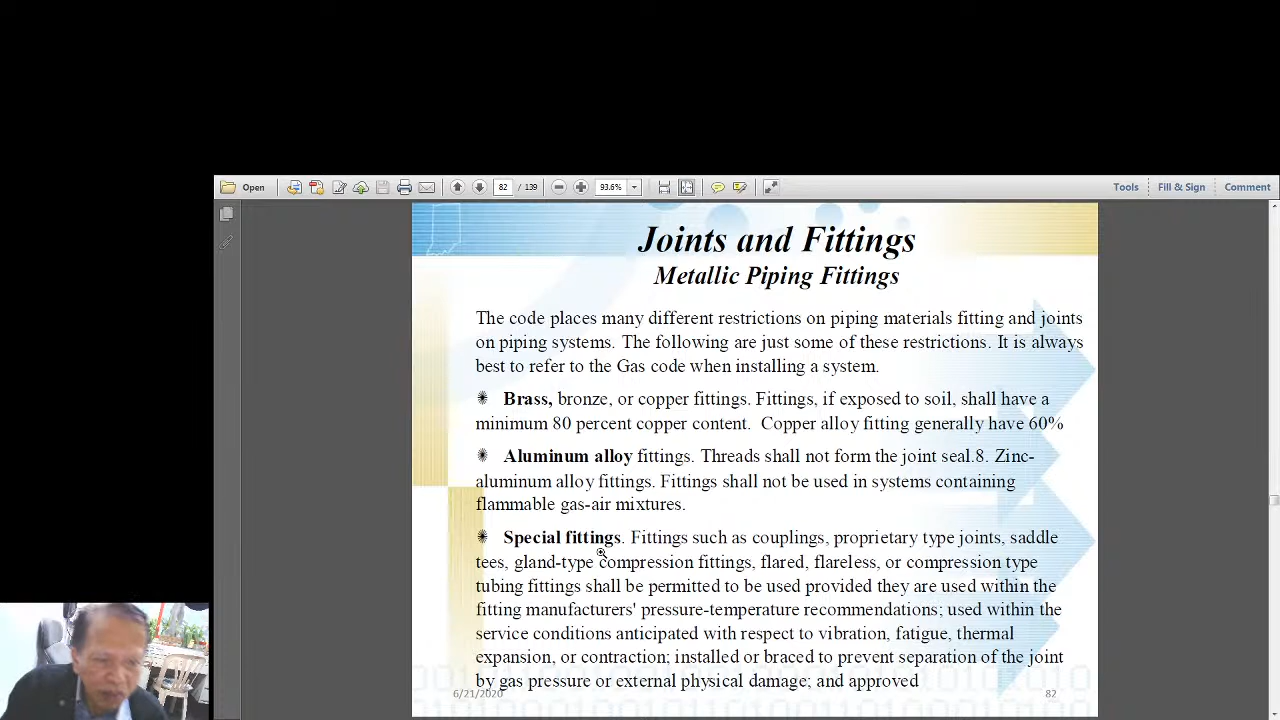 Open
82
/ 139
93.6%
Tools
Fill & Sign
Comment
Joints and Fittings
Metallic Piping Fittings
The code places many different restrictions on piping materials fitting and joints
on piping systems. The following are just some of these restrictions. It is always
best to refer to the Gas code when installing a system.
Brass, bronze, or copper fittings. Fittings, if exposed to soil, shall have a
minimum 80 percent copper content. Copper alloy fitting generally have 60%
Aluminum alloy fittings. Threads shall not form the joint seal.8. Zinc-
aluminum alloy fittings. Fittings shall not be used in systems containing
flammable gas-air mixtures.
Special fittings. Fittings such as couplings, proprietary type joints, saddle
tees, gland-type compression fittings, flared, flareless, or compression type
tubing fittings shall be permitted to be used provided they are used within the
fitting manufacturers' pressure-temperature recommendations; used within the
service conditions anticipated with respect to vibration, fatigue, thermal
expansion, or contraction; installed or braced to prevent separation of the joint
by gas pressure or external physical damage; and approved
6/21/2020
82